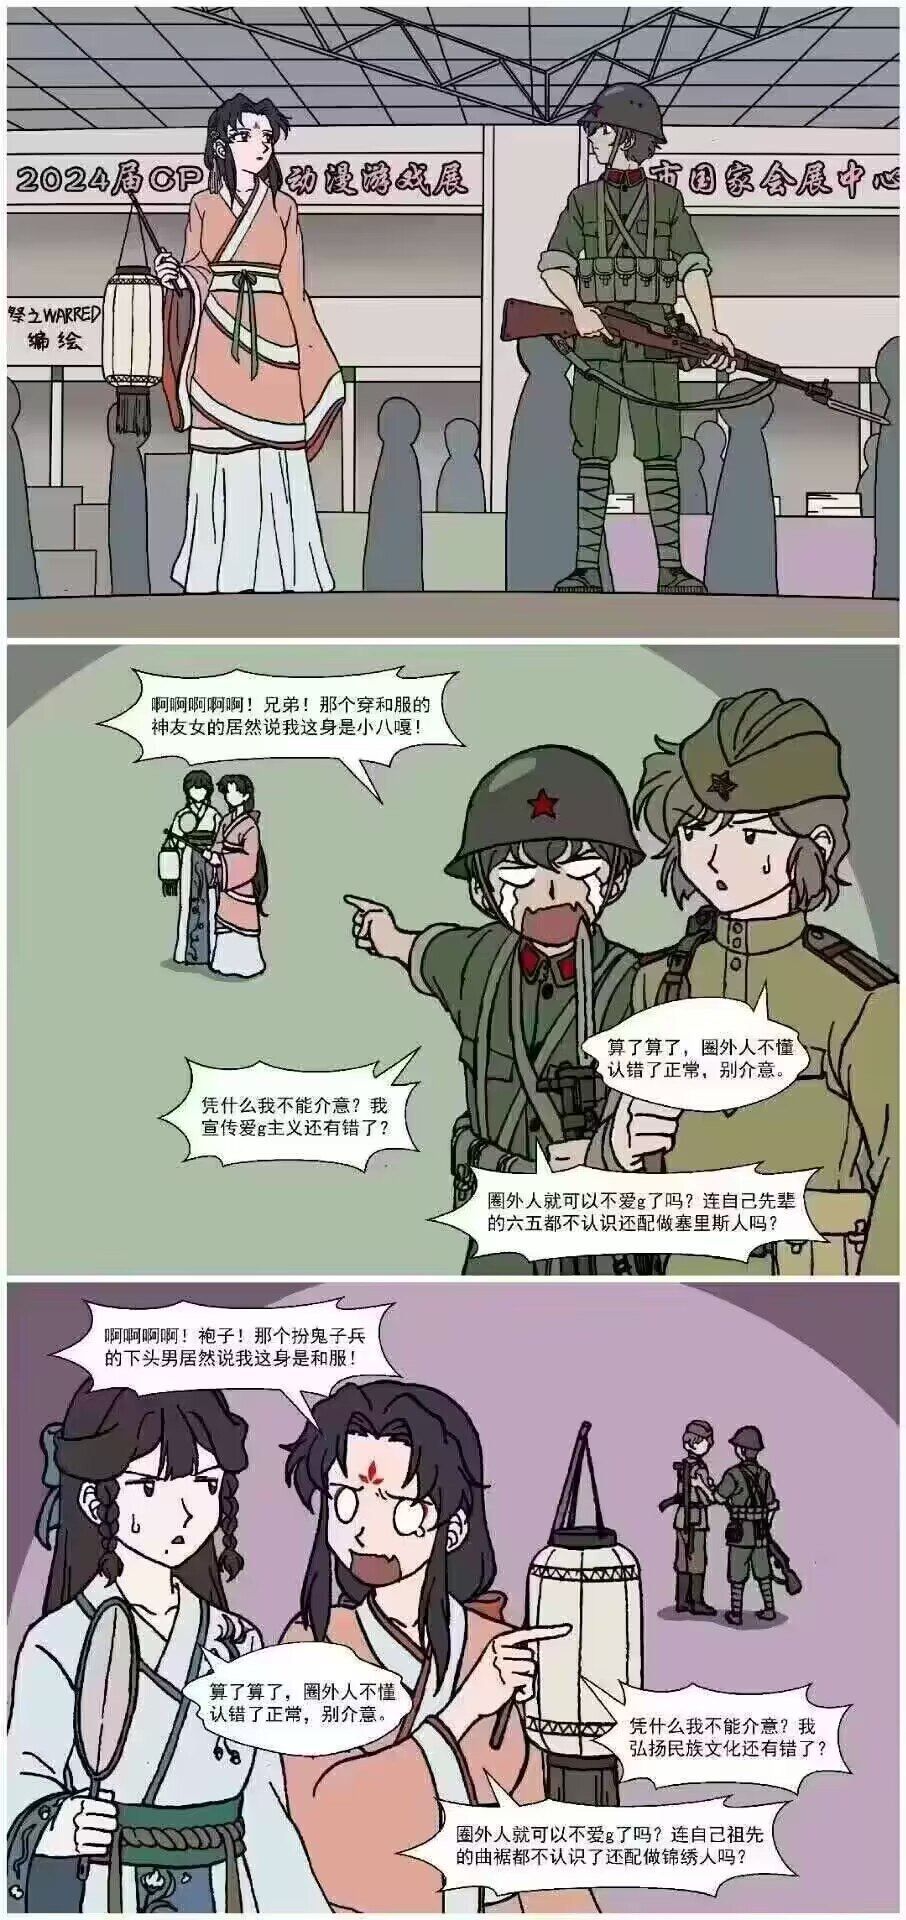 2024届CP
动漫游戏展
市国家会展中心
祭之WARRED
编绘
啊啊啊啊啊！兄弟！那个穿和服的
神友女的居然说我这身是小八嘎！
算了算了，圈外人不懂
认错了正常，别介意。
凭什么我不能介意？我
宣传爱g主义还有错了？
圈外人就可以不爱g了吗？连自己先辈
的六五都不认识还配做塞里斯人吗？
啊啊啊啊！袍子！那个扮鬼子兵
的下头男居然说我这身是和服！
算了算了，圈外人不懂
认错了正常，别介意。
凭什么我不能介意？我
弘扬民族文化还有错了？
圈外人就可以不爱g了吗？连自己祖先
的曲裾都不认识了还配做锦绣人吗？